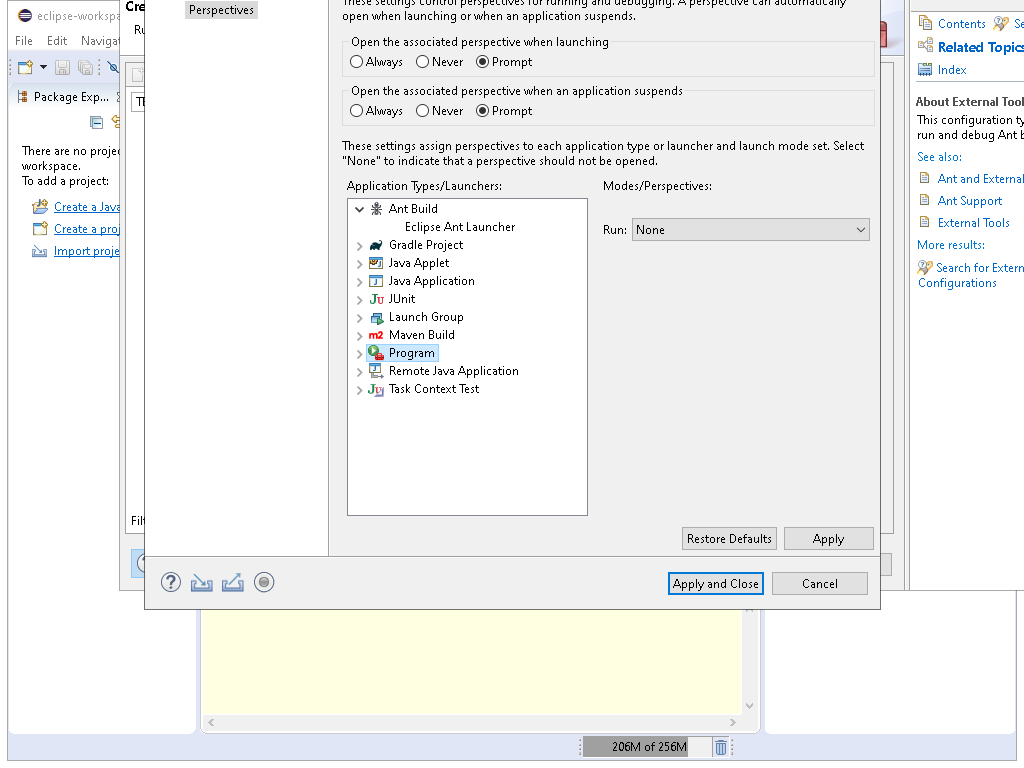 eclipse-workspa
File Edit Navigat
Package Exp...
There are no proje
workspace.
To add a project:
Create a Java
Create a proj
Import proje
Cre
Ru
Filt
Perspectives
These settings control perspectives for running and debugging. A perspective can automatically
open when launching or when an application suspends.
Open the associated perspective when launching
Always Never Prompt
Open the associated perspective when an application suspends
Always Never Prompt
These settings assign perspectives to each application type or launcher and launch mode set. Select
"None" to indicate that a perspective should not be opened.
Application Types/Launchers:
Modes/Perspectives:
Ant Build
Eclipse Ant Launcher
Gradle Project
Java Applet
Java Application
JUnit
Launch Group
Maven Build
Program
Remote Java Application
Task Context Test
Run: None
Restore Defaults Apply
Apply and Close Cancel
Contents Se
Related Topics
Index
About External Tool
This configuration ty
run and debug Ant b
See also:
Ant and External
Ant Support
External Tools
More results:
Search for Extern
Configurations
206M of 256M